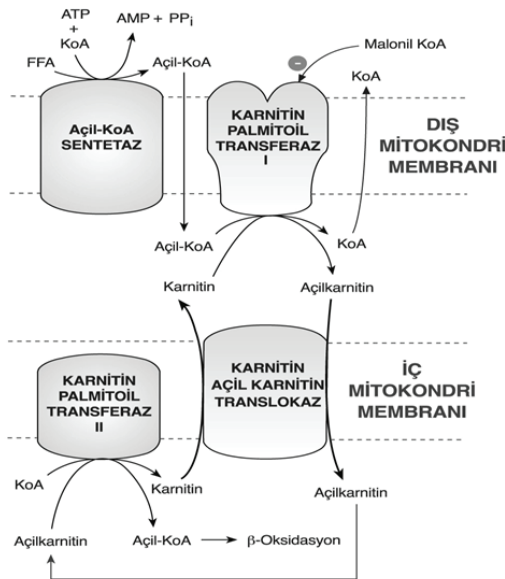 ATP
+
KoA
AMP + PPi
FFA
Açil-KoA
Malonil KoA
KoA
Açil-KoA
SENTETAZ
KARNİTİN
PALMİTOİL
TRANSFERAZ
I
DIŞ
MİTOKONDRİ
MEMBRANI
Açil-KoA
KoA
Karnitin
Açilkarnitin
KARNİTİN
AÇİL KARNİTİN
TRANSLOKAZ
İÇ
MİTOKONDRİ
MEMBRANI
KARNİTİN
PALMİTOİL
TRANSFERAZ
II
KoA
Karnitin
Açilkarnitin
Açilkarnitin
Açil-KoA
β-Oksidasyon